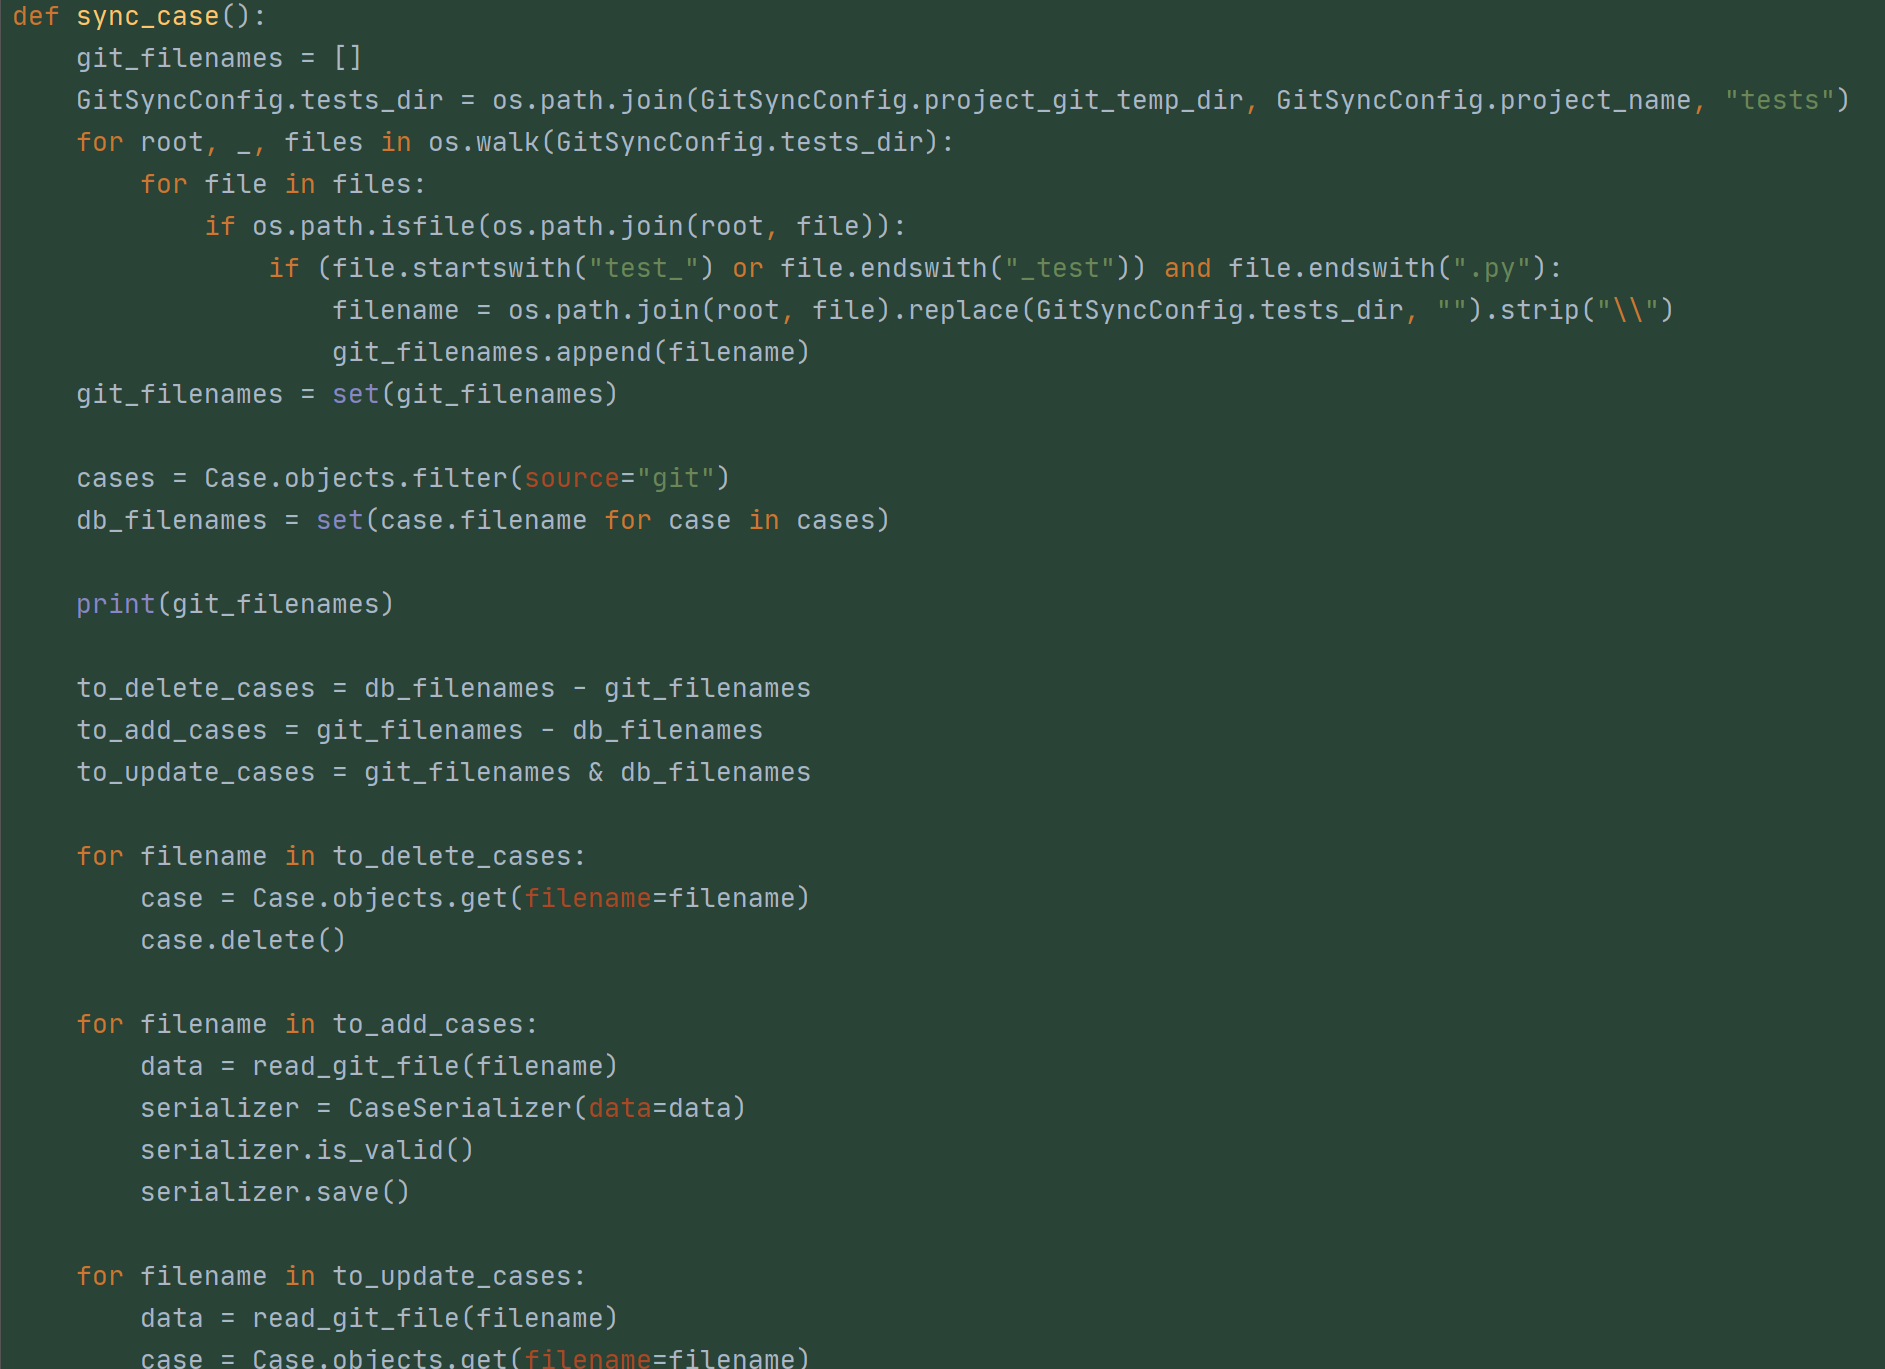 def sync_case():
    git_filenames = []
    GitSyncConfig.tests_dir = os.path.join(GitSyncConfig.project_git_temp_dir, GitSyncConfig.project_name, "tests")
    for root, _, files in os.walk(GitSyncConfig.tests_dir):
        for file in files:
            if os.path.isfile(os.path.join(root, file)):
                if (file.startswith("test_") or file.endswith("_test")) and file.endswith(".py"):
                    filename = os.path.join(root, file).replace(GitSyncConfig.tests_dir, "").strip("\\")
                    git_filenames.append(filename)
    git_filenames = set(git_filenames)

    cases = Case.objects.filter(source="git")
    db_filenames = set(case.filename for case in cases)

    print(git_filenames)

    to_delete_cases = db_filenames - git_filenames
    to_add_cases = git_filenames - db_filenames
    to_update_cases = git_filenames & db_filenames

    for filename in to_delete_cases:
        case = Case.objects.get(filename=filename)
        case.delete()

    for filename in to_add_cases:
        data = read_git_file(filename)
        serializer = CaseSerializer(data=data)
        serializer.is_valid()
        serializer.save()

    for filename in to_update_cases:
        data = read_git_file(filename)
        case = Case.objects.get(filename=filename)